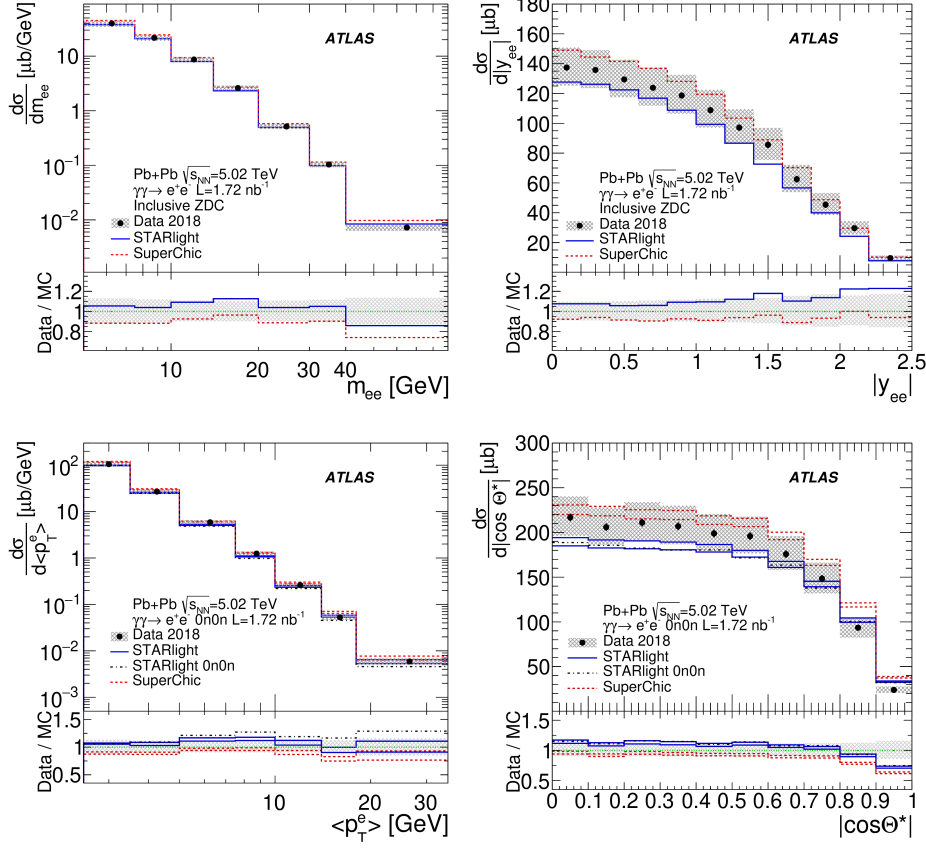 dσ/dm_ee [μb/GeV]
10
1
10⁻¹
10⁻²
ATLAS
Pb+Pb √s_NN=5.02 TeV
γγ→ e⁺e⁻ L=1.72 nb⁻¹
Inclusive ZDC
Data 2018
STARlight
SuperChic
Data / MC
1.2
1
0.8
10 20 30 40
m_ee [GeV]
dσ/d|y_ee| [μb]
200
180
160
140
120
100
80
60
40
20
ATLAS
Pb+Pb √s_NN=5.02 TeV
γγ→ e⁺e⁻ L=1.72 nb⁻¹
Inclusive ZDC
Data 2018
STARlight
SuperChic
Data / MC
1.2
1
0.8
0 0.5 1 1.5 2 2.5
|y_ee|
dσ/d<p_T^e> [μb/GeV]
10²
10
1
10⁻¹
10⁻²
10⁻³
ATLAS
Pb+Pb √s_NN=5.02 TeV
γγ→ e⁺e⁻ 0n0n L=1.72 nb⁻¹
Data 2018
STARlight
STARlight 0n0n
SuperChic
Data / MC
1.5
1
0.5
10 20 30
<p_T^e> [GeV]
dσ/d|cos Θ*| [μb]
300
250
200
150
100
50
ATLAS
Pb+Pb √s_NN=5.02 TeV
γγ→ e⁺e⁻ 0n0n L=1.72 nb⁻¹
Data 2018
STARlight
STARlight 0n0n
SuperChic
Data / MC
1.5
1
0.5
0 0.1 0.2 0.3 0.4 0.5 0.6 0.7 0.8 0.9 1
|cosΘ*|